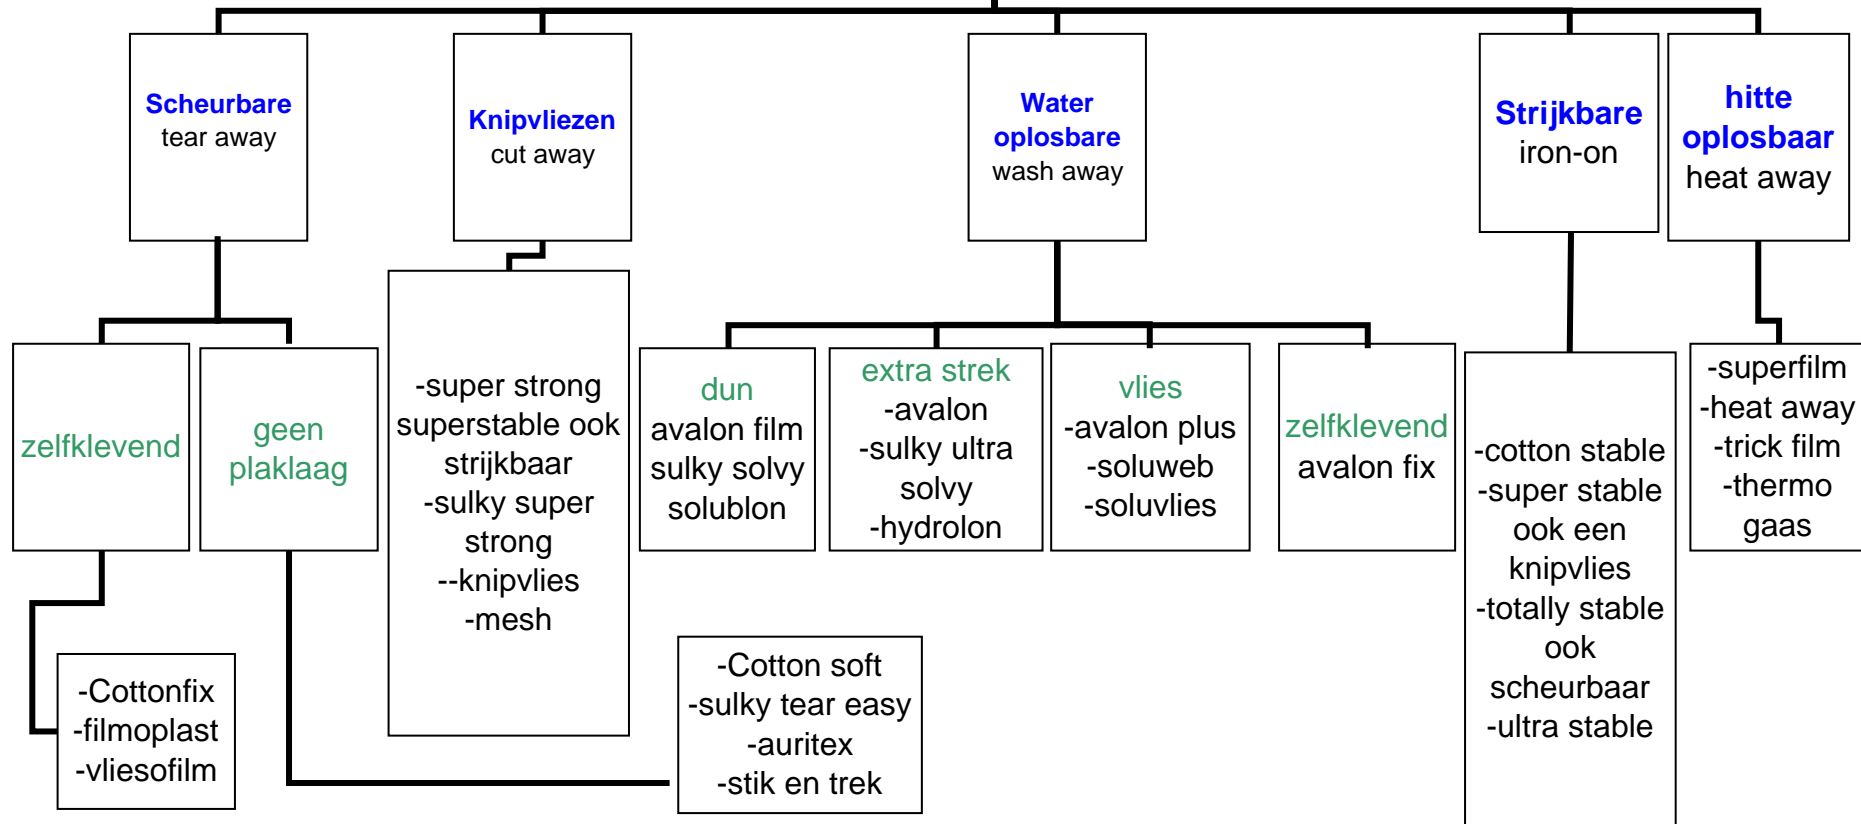 Scheurbare
tear away
Knipvliezen
cut away
Water
oplosbare
wash away
Strijkbare
iron-on
hitte
oplosbaar
heat away
zelfklevend
geen
plaklaag
-super strong
superstable ook
strijkbaar
-sulky super
strong
--knipvlies
-mesh
dun
avalon film
sulky solvy
solublon
extra strek
-avalon
-sulky ultra
solvy
-hydrolon
vlies
-avalon plus
-soluweb
-soluvlies
zelfklevend
avalon fix
-cotton stable
-super stable
ook een
knipvlies
-totally stable
ook
scheurbaar
-ultra stable
-superfilm
-heat away
-trick film
-thermo
gaas
-Cottonfix
-filmoplast
-vliesofilm
-Cotton soft
-sulky tear easy
-auritex
-stik en trek